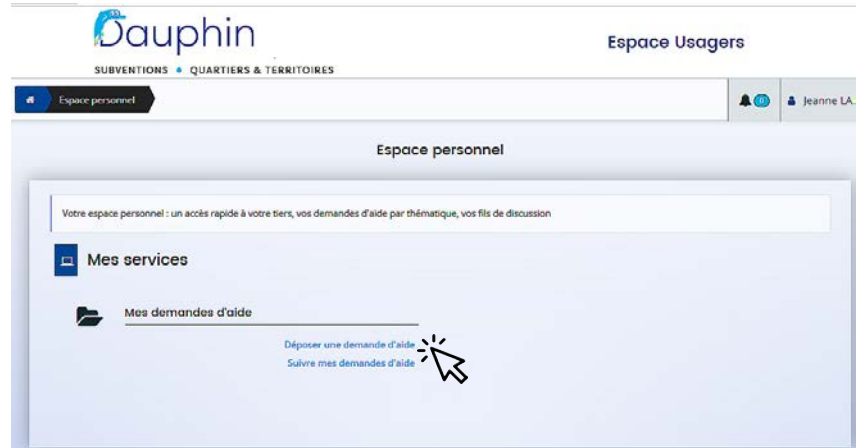 Dauphin
Espace Usagers
SUBVENTIONS • QUARTIERS & TERRITOIRES
Espace personnel
0
Jeanne LA.
Espace personnel
Votre espace personnel : un accès rapide à votre tiers, vos demandes d'aide par thématique, vos fils de discussion
Mes services
Mes demandes d'aide
Déposer une demande d'aide
Suivre mes demandes d'aide